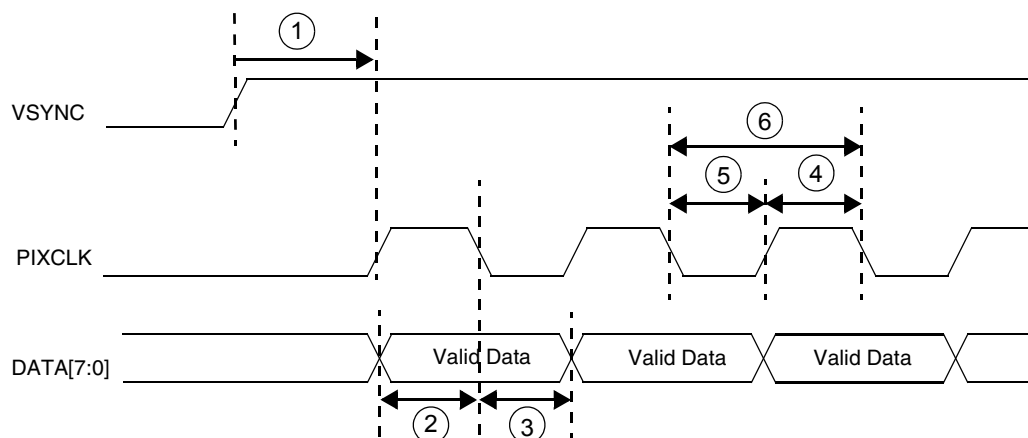 1
VSYNC
6
5
4
PIXCLK
DATA[7:0]
Valid Data
Valid Data
Valid Data
2
3